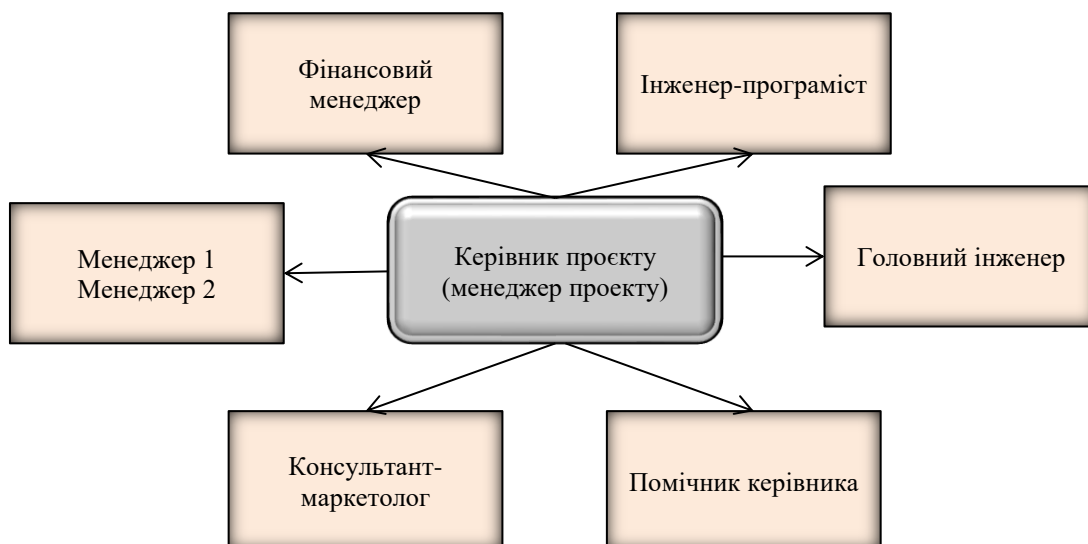 Фінансовий
менеджер
Інженер-програміст
Менеджер 1
Менеджер 2
Керівник проєкту
(менеджер проекту)
Головний інженер
Консультант-
маркетолог
Помічник керівника